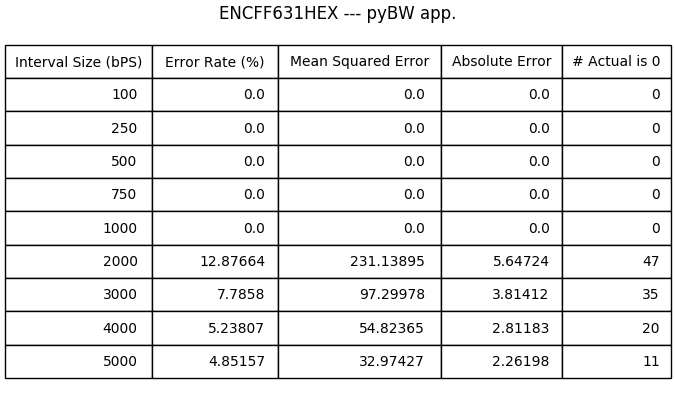 ENCFF631HEX --- pyBW app.
Interval Size (bPS) Error Rate (%) Mean Squared Error Absolute Error # Actual is 0
100 0.0 0.0 0.0 0
250 0.0 0.0 0.0 0
500 0.0 0.0 0.0 0
750 0.0 0.0 0.0 0
1000 0.0 0.0 0.0 0
2000 12.87664 231.13895 5.64724 47
3000 7.7858 97.29978 3.81412 35
4000 5.23807 54.82365 2.81183 20
5000 4.85157 32.97427 2.26198 11